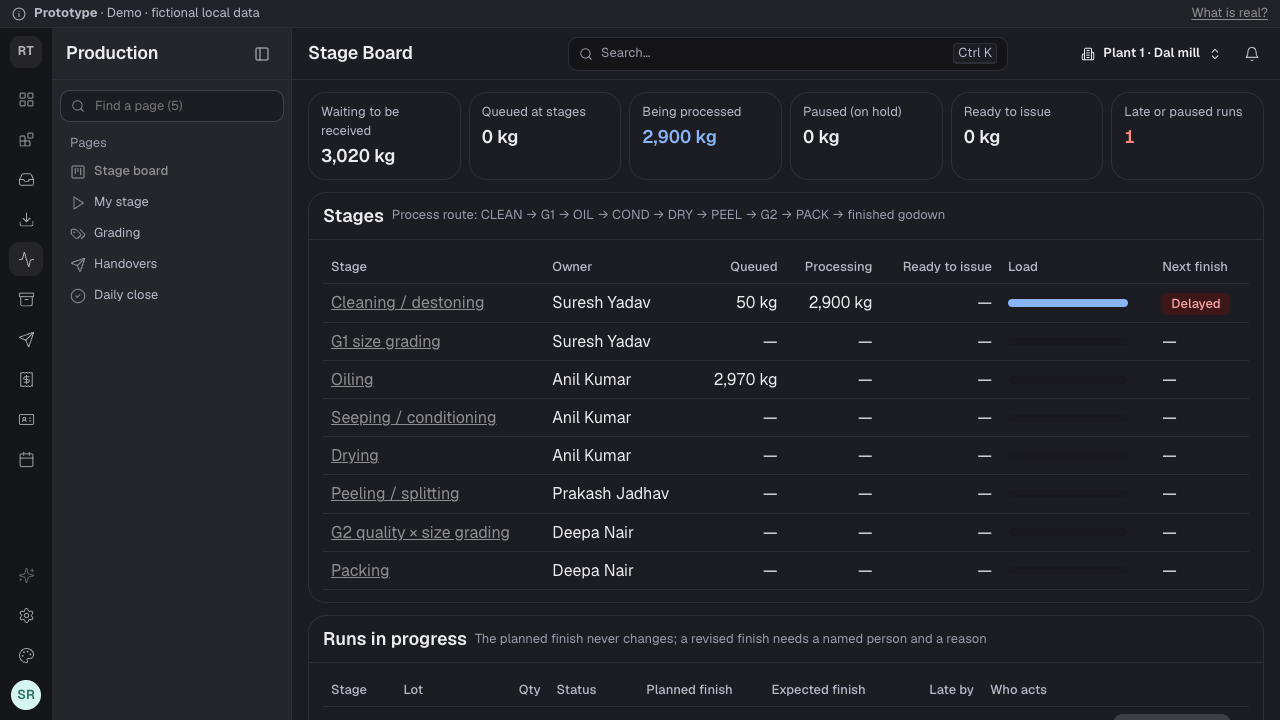 Prototype · Demo · fictional local data
What is real?
RT
Production
Stage Board
Search...
Ctrl K
Plant 1 · Dal mill
Find a page (5)
Pages
Stage board
My stage
Grading
Handovers
Daily close
SR
Waiting to be received
3,020 kg
Queued at stages
0 kg
Being processed
2,900 kg
Paused (on hold)
0 kg
Ready to issue
0 kg
Late or paused runs
1
Stages Process route: CLEAN → G1 → OIL → COND → DRY → PEEL → G2 → PACK → finished godown
Stage Owner Queued Processing Ready to issue Load Next finish
Cleaning / destoning Suresh Yadav 50 kg 2,900 kg — Delayed
G1 size grading Suresh Yadav — — — —
Oiling Anil Kumar 2,970 kg — — —
Seeping / conditioning Anil Kumar — — — —
Drying Anil Kumar — — — —
Peeling / splitting Prakash Jadhav — — — —
G2 quality × size grading Deepa Nair — — — —
Packing Deepa Nair — — — —
Runs in progress The planned finish never changes; a revised finish needs a named person and a reason
Stage Lot Qty Status Planned finish Expected finish Late by Who acts